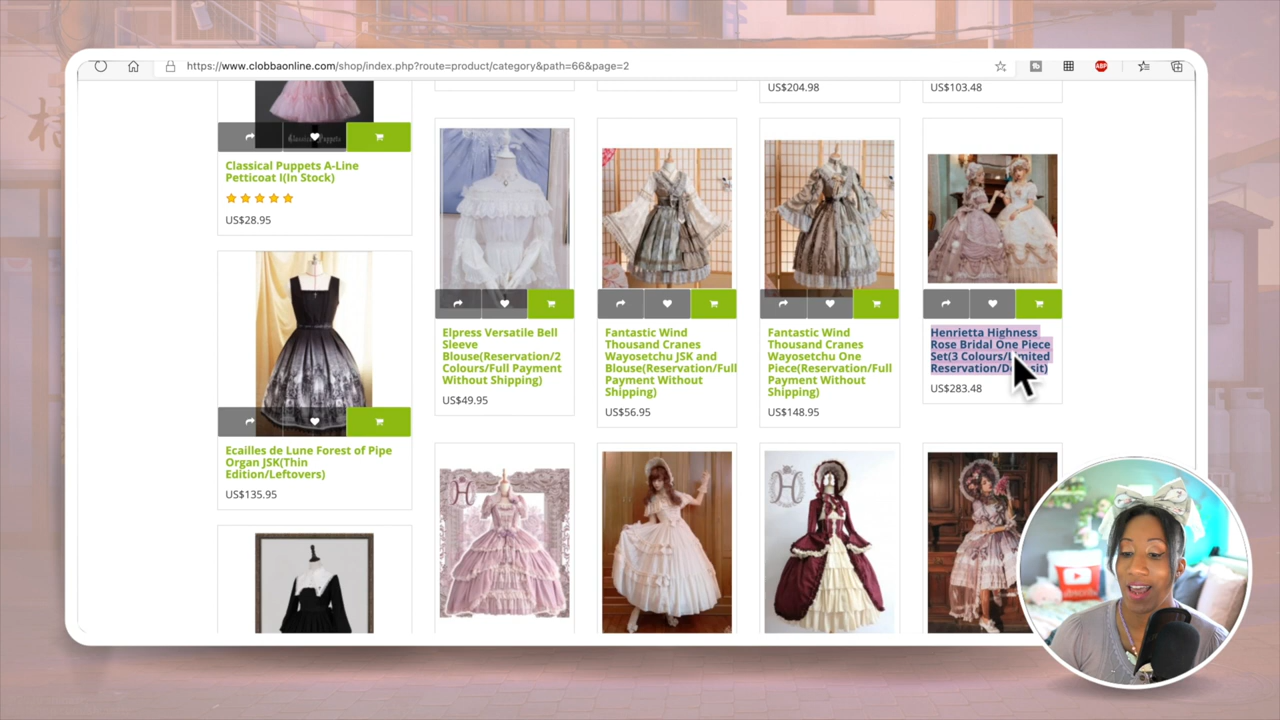 https://www.clobbaonline.com/shop/index.php?route=product/category&path=66&page=2
ABP
US$204.98
US$103.48
Classical Puppets
Classical Puppets A-Line
Petticoat I(In Stock)
US$28.95
Ecailles de Lune Forest of Pipe
Organ JSK(Thin
Edition/Leftovers)
US$135.95
Elpress Versatile Bell
Sleeve
Blouse(Reservation/2
Colours/Full Payment
Without Shipping)
US$49.95
Fantastic Wind
Thousand Cranes
Wayosetchu JSK and
Blouse(Reservation/Full
Payment Without
Shipping)
US$56.95
Fantastic Wind
Thousand Cranes
Wayosetchu One
Piece(Reservation/Full
Payment Without
Shipping)
US$148.95
Henrietta Highness
Rose Bridal One Piece
Set(3 Colours/Limited
Reservation/Deposit)
US$283.48
H
H